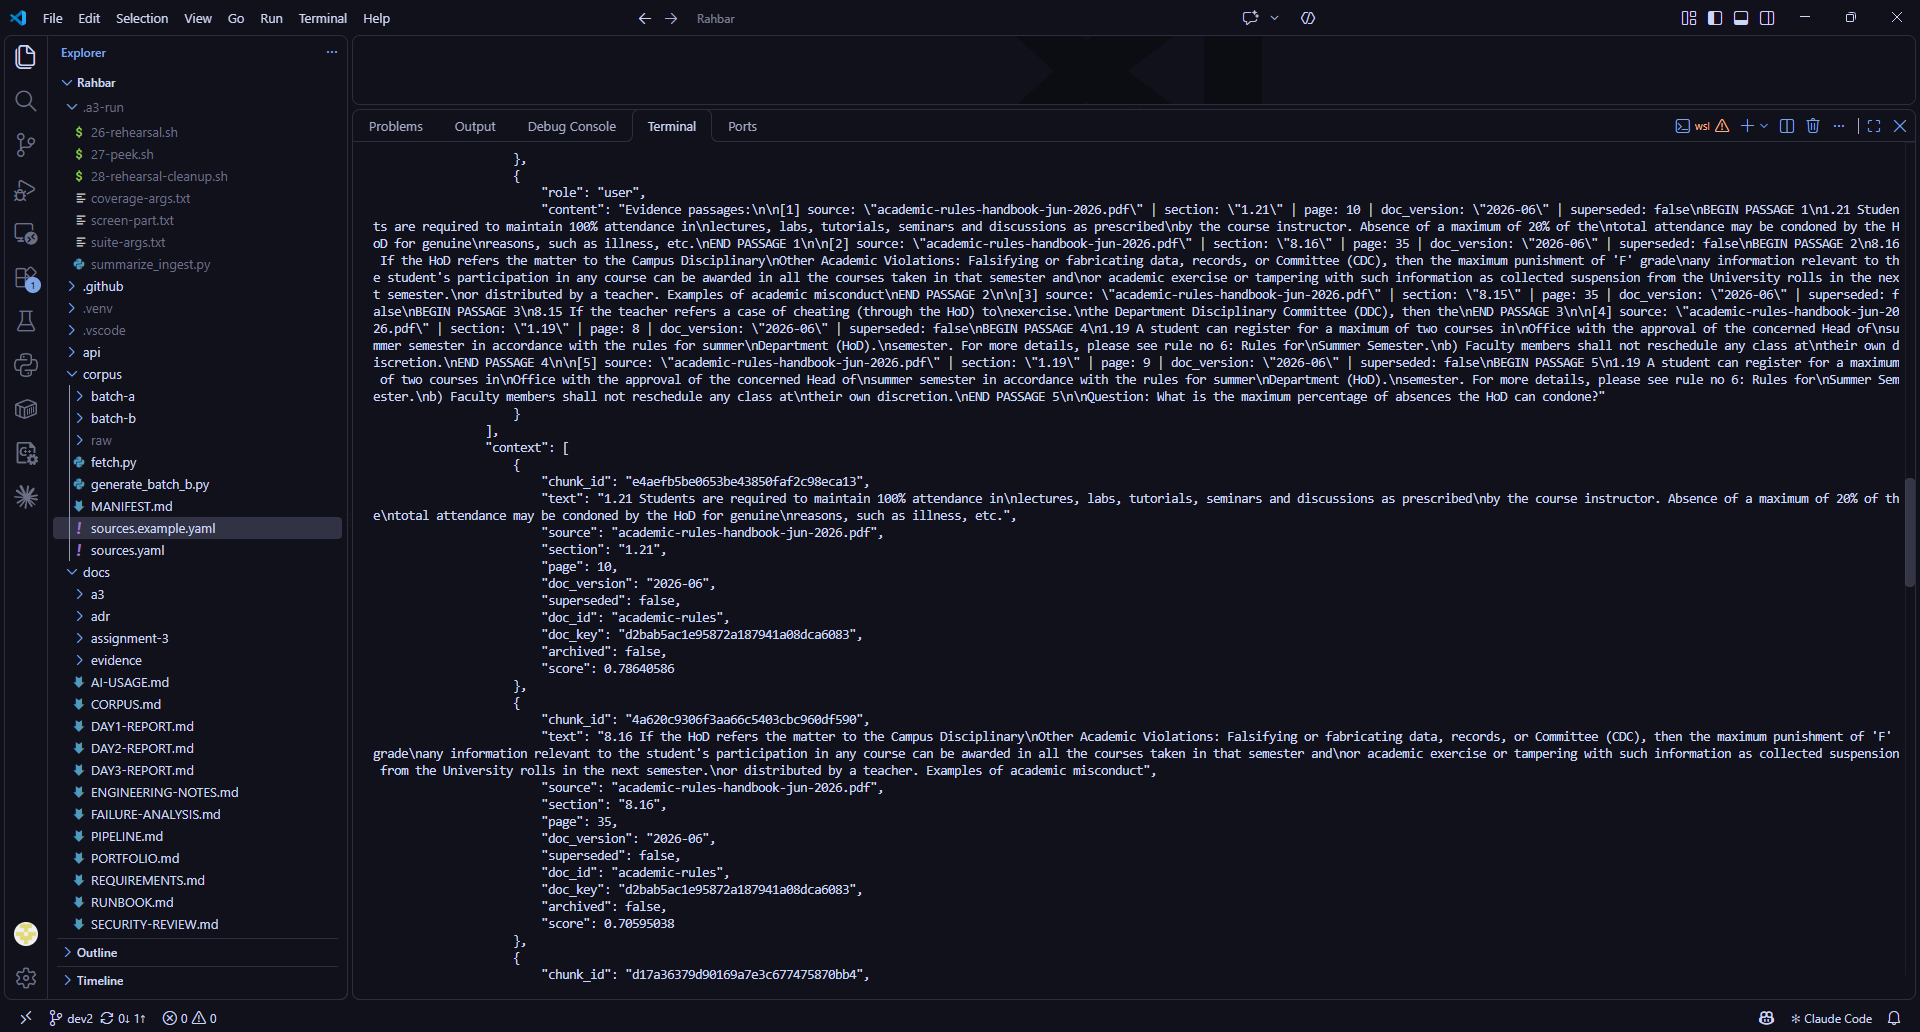 File Edit Selection View Go Run Terminal Help
Rahbar
Explorer
Rahbar
.a3-run
26-rehearsal.sh
27-peek.sh
28-rehearsal-cleanup.sh
coverage-args.txt
screen-part.txt
suite-args.txt
summarize_ingest.py
.github
.venv
.vscode
api
corpus
batch-a
batch-b
raw
fetch.py
generate_batch_b.py
MANIFEST.md
sources.example.yaml
sources.yaml
docs
a3
adr
assignment-3
evidence
AI-USAGE.md
CORPUS.md
DAY1-REPORT.md
DAY2-REPORT.md
DAY3-REPORT.md
ENGINEERING-NOTES.md
FAILURE-ANALYSIS.md
PIPELINE.md
PORTFOLIO.md
REQUIREMENTS.md
RUNBOOK.md
SECURITY-REVIEW.md
Outline
Timeline
1
Problems Output Debug Console Terminal Ports
wsl
},
{
"role": "user",
"content": "Evidence passages:\n\n[1] source: \"academic-rules-handbook-jun-2026.pdf\" | section: \"1.21\" | page: 10 | doc_version: \"2026-06\" | superseded: false\nBEGIN PASSAGE 1\n1.21 Studen
ts are required to maintain 100% attendance in\nlectures, labs, tutorials, seminars and discussions as prescribed\nby the course instructor. Absence of a maximum of 20% of the\ntotal attendance may be condoned by the H
oD for genuine\nreasons, such as illness, etc.\nEND PASSAGE 1\n\n[2] source: \"academic-rules-handbook-jun-2026.pdf\" | section: \"8.16\" | page: 35 | doc_version: \"2026-06\" | superseded: false\nBEGIN PASSAGE 2\n8.16
If the HoD refers the matter to the Campus Disciplinary\nOther Academic Violations: Falsifying or fabricating data, records, or Committee (CDC), then the maximum punishment of 'F' grade\nany information relevant to th
e student's participation in any course can be awarded in all the courses taken in that semester and\nor academic exercise or tampering with such information as collected suspension from the University rolls in the nex
t semester.\nor distributed by a teacher. Examples of academic misconduct\nEND PASSAGE 2\n\n[3] source: \"academic-rules-handbook-jun-2026.pdf\" | section: \"8.15\" | page: 35 | doc_version: \"2026-06\" | superseded: f
alse\nBEGIN PASSAGE 3\n8.15 If the teacher refers a case of cheating (through the HoD) to\nexercise.\nthe Department Disciplinary Committee (DDC), then the\nEND PASSAGE 3\n\n[4] source: \"academic-rules-handbook-jun-20
26.pdf\" | section: \"1.19\" | page: 8 | doc_version: \"2026-06\" | superseded: false\nBEGIN PASSAGE 4\n1.19 A student can register for a maximum of two courses in\nOffice with the approval of the concerned Head of\nsu
mmer semester in accordance with the rules for summer\nDepartment (HoD).\nsemester. For more details, please see rule no 6: Rules for\nSummer Semester.\nb) Faculty members shall not reschedule any class at\ntheir own d
iscretion.\nEND PASSAGE 4\n\n[5] source: \"academic-rules-handbook-jun-2026.pdf\" | section: \"1.19\" | page: 9 | doc_version: \"2026-06\" | superseded: false\nBEGIN PASSAGE 5\n1.19 A student can register for a maximum
of two courses in\nOffice with the approval of the concerned Head of\nsummer semester in accordance with the rules for summer\nDepartment (HoD).\nsemester. For more details, please see rule no 6: Rules for\nSummer Sem
ester.\nb) Faculty members shall not reschedule any class at\ntheir own discretion.\nEND PASSAGE 5\n\nQuestion: What is the maximum percentage of absences the HoD can condone?"
}
],
"context": [
{
"chunk_id": "e4aefb5be0653be43850faf2c98eca13",
"text": "1.21 Students are required to maintain 100% attendance in\nlectures, labs, tutorials, seminars and discussions as prescribed\nby the course instructor. Absence of a maximum of 20% of th
e\ntotal attendance may be condoned by the HoD for genuine\nreasons, such as illness, etc.",
"source": "academic-rules-handbook-jun-2026.pdf",
"section": "1.21",
"page": 10,
"doc_version": "2026-06",
"superseded": false,
"doc_id": "academic-rules",
"doc_key": "d2bab5ac1e95872a187941a08dca6083",
"archived": false,
"score": 0.78640586
},
{
"chunk_id": "4a620c9306f3aa66c5403cbc960df590",
"text": "8.16 If the HoD refers the matter to the Campus Disciplinary\nOther Academic Violations: Falsifying or fabricating data, records, or Committee (CDC), then the maximum punishment of 'F'
grade\nany information relevant to the student's participation in any course can be awarded in all the courses taken in that semester and\nor academic exercise or tampering with such information as collected suspension
from the University rolls in the next semester.\nor distributed by a teacher. Examples of academic misconduct",
"source": "academic-rules-handbook-jun-2026.pdf",
"section": "8.16",
"page": 35,
"doc_version": "2026-06",
"superseded": false,
"doc_id": "academic-rules",
"doc_key": "d2bab5ac1e95872a187941a08dca6083",
"archived": false,
"score": 0.70595038
},
{
"chunk_id": "d17a36379d90169a7e3c677475870bb4",
dev2 0↓ 1↑ 0 0
Claude Code